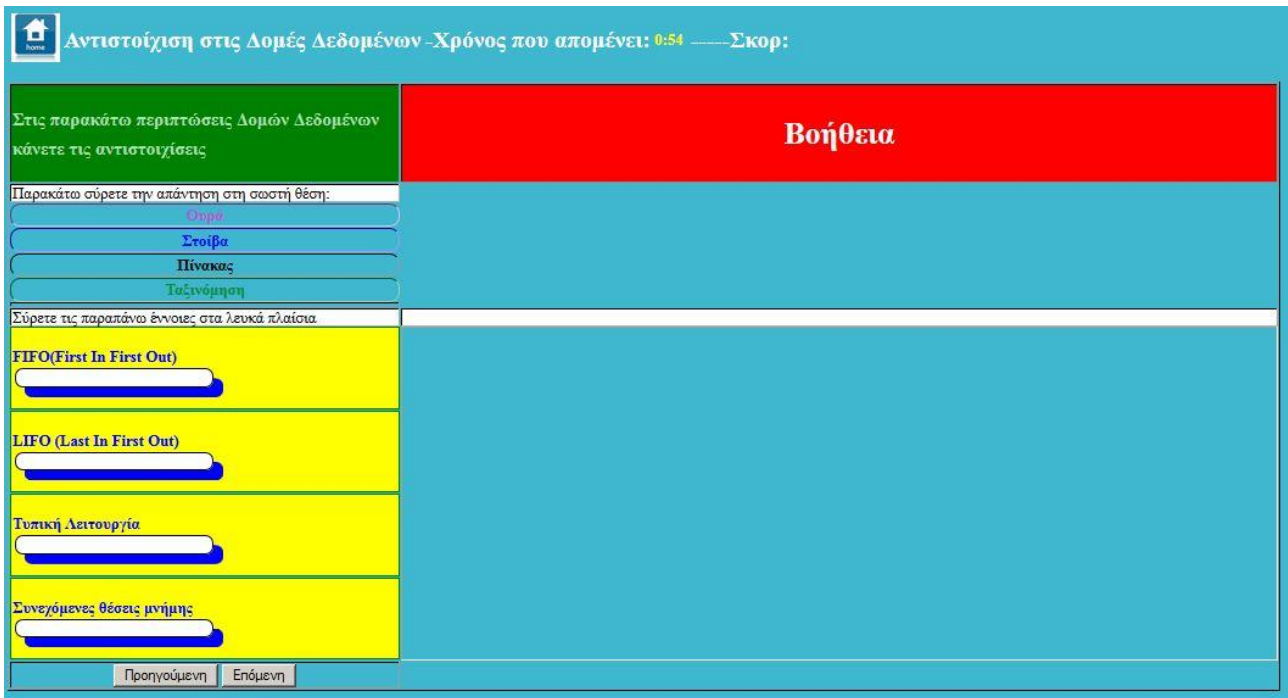 home
Αντιστοίχιση στις Δομές Δεδομένων -Χρόνος που απομένει: 0:54 ------Σκορ:
Στις παρακάτω περιπτώσεις Δομών Δεδομένων
κάνετε τις αντιστοιχίσεις
Βοήθεια
Παρακάτω σύρετε την απάντηση στη σωστή θέση:
Ουρά
Στοίβα
Πίνακας
Ταξινόμηση
Σύρετε τις παραπάνω έννοιες στα λευκά πλαίσια
FIFO(First In First Out)
LIFO (Last In First Out)
Τυπική Λειτουργία
Συνεχόμενες θέσεις μνήμης
Προηγούμενη Επόμενη